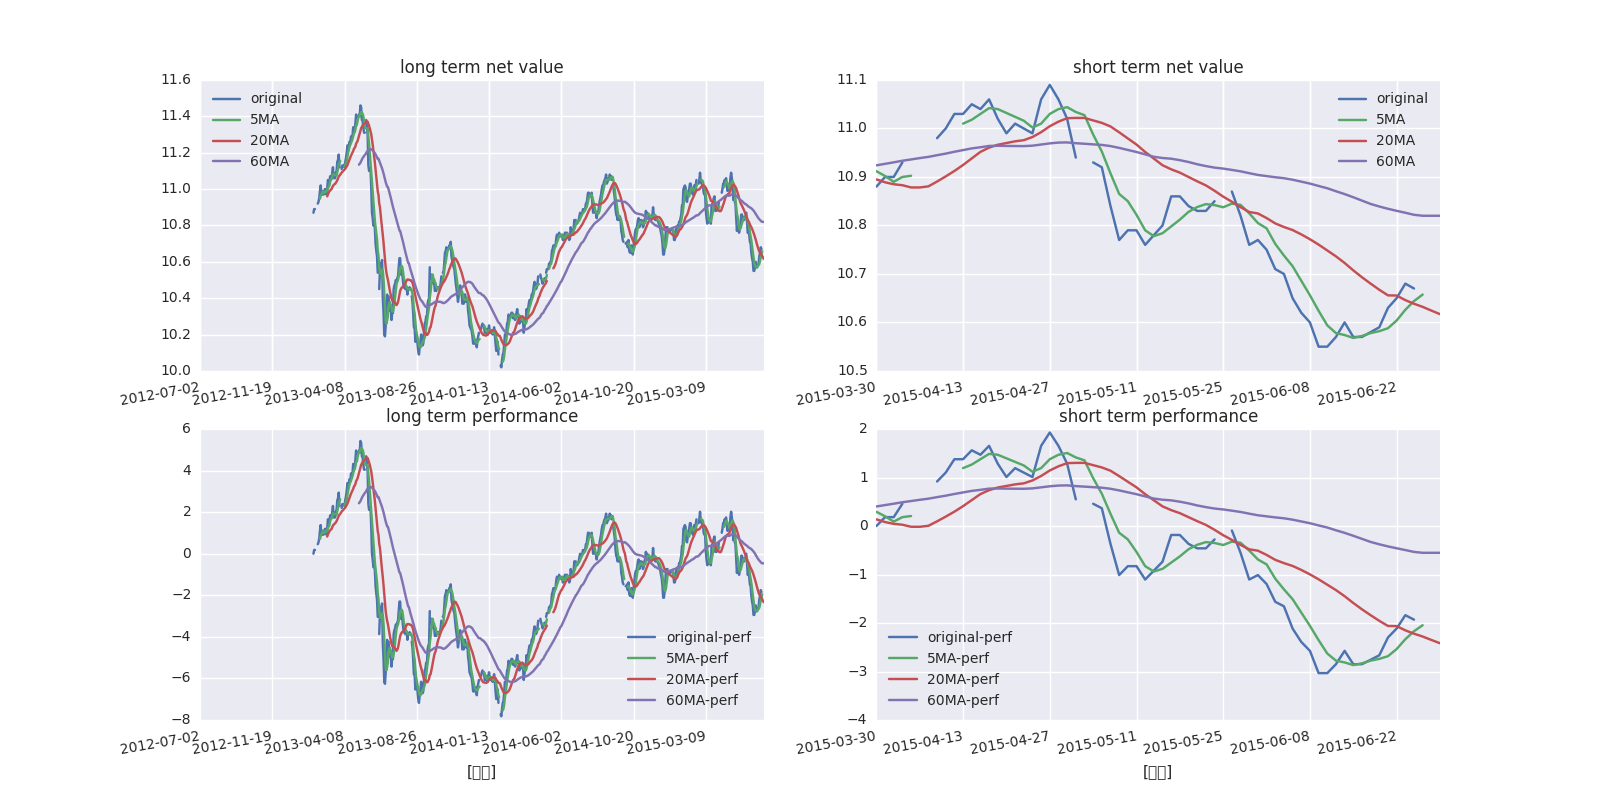 long term net value
11.6
11.4
11.2
11.0
10.8
10.6
10.4
10.2
10.0
original
5MA
20MA
60MA
2012-07-02 2012-11-19 2013-04-08 2013-08-26 2014-01-13 2014-06-02 2014-10-20 2015-03-09
short term net value
11.1
11.0
10.9
10.8
10.7
10.6
10.5
original
5MA
20MA
60MA
2015-03-30 2015-04-13 2015-04-27 2015-05-11 2015-05-25 2015-06-08 2015-06-22
long term performance
6
4
2
0
−2
−4
−6
−8
original-perf
5MA-perf
20MA-perf
60MA-perf
2012-07-02 2012-11-19 2013-04-08 2013-08-26 2014-01-13 2014-06-02 2014-10-20 2015-03-09
[▯▯]
short term performance
2
1
0
−1
−2
−3
−4
original-perf
5MA-perf
20MA-perf
60MA-perf
2015-03-30 2015-04-13 2015-04-27 2015-05-11 2015-05-25 2015-06-08 2015-06-22
[▯▯]